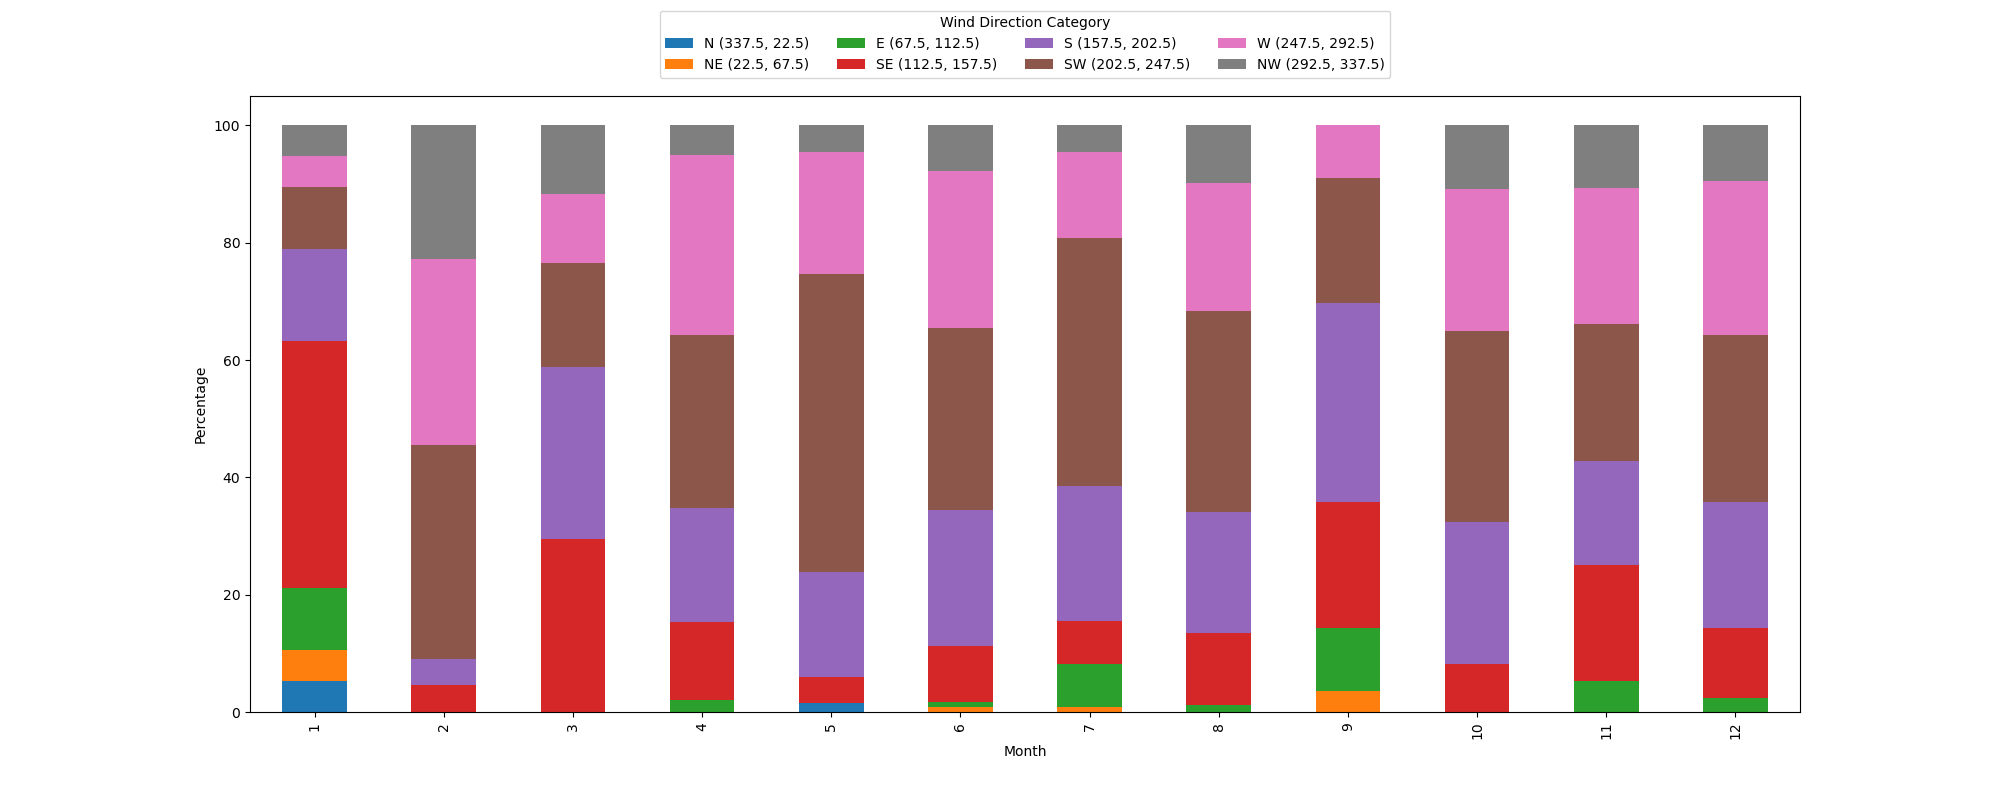 Wind Direction Category
N (337.5, 22.5) E (67.5, 112.5) S (157.5, 202.5) W (247.5, 292.5)
NE (22.5, 67.5) SE (112.5, 157.5) SW (202.5, 247.5) NW (292.5, 337.5)
100
80
60
40
20
0
Percentage
1 2 3 4 5 6 7 8 9 10 11 12
Month